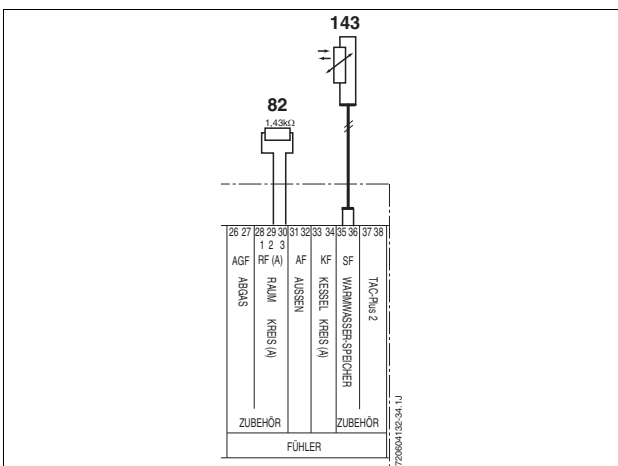 143
82
1,43kΩ
26 27 28 29 30 31 32 33 34 35 36 37 38
1 2 3
AGF RF (A) AF KF SF
ABGAS
RAUM KREIS (A)
AUSSEN
KESSEL KREIS (A)
WARMWASSER-SPEICHER
TAC-Plus 2
ZUBEHÖR ZUBEHÖR
FÜHLER
720604132-34.1J